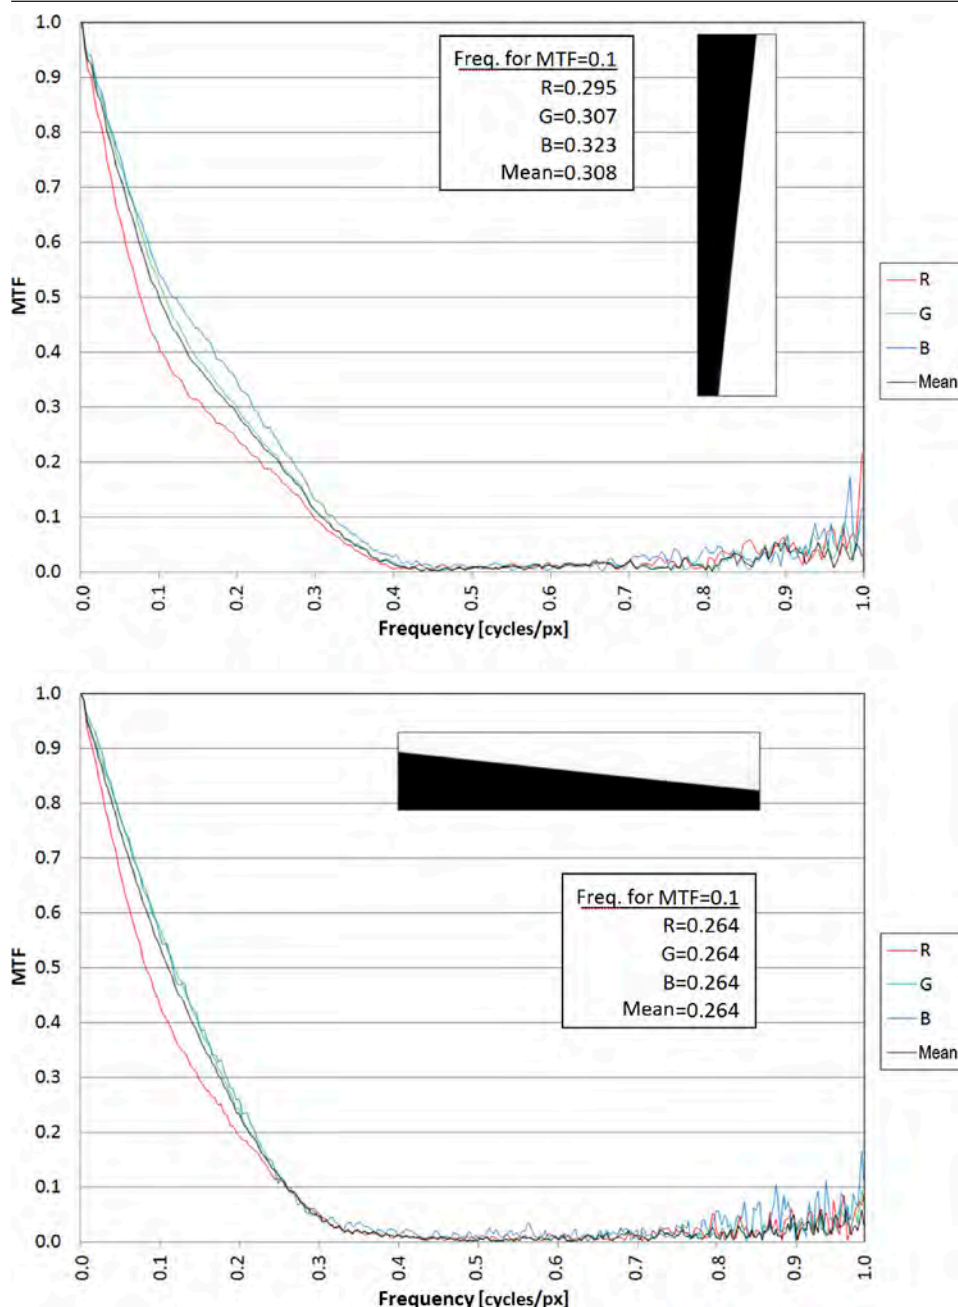 1.0
0.9
0.8
0.7
0.6
0.5
0.4
0.3
0.2
0.1
0.0
MTF
Freq. for MTF=0.1
R=0.295
G=0.307
B=0.323
Mean=0.308
R
G
B
Mean
0.0
0.1
0.2
0.3
0.4
0.5
0.6
0.7
0.8
0.9
1.0
Frequency [cycles/px]
1.0
0.9
0.8
0.7
0.6
0.5
0.4
0.3
0.2
0.1
0.0
MTF
Freq. for MTF=0.1
R=0.264
G=0.264
B=0.264
Mean=0.264
R
G
B
Mean
0.0
0.1
0.2
0.3
0.4
0.5
0.6
0.7
0.8
0.9
1.0
Frequency [cycles/px]